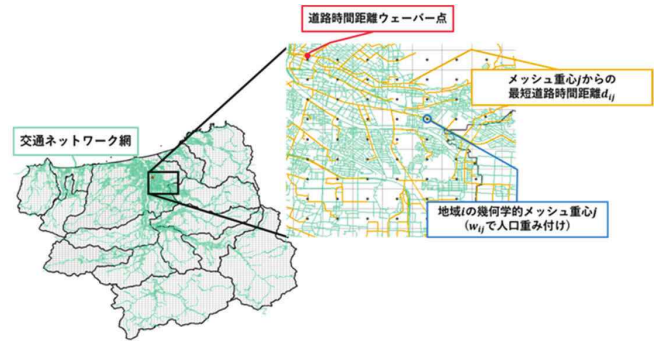 道路時間距離ウェーバー点
メッシュ重心jからの
最短道路時間距離dij
交通ネットワーク網
地域iの幾何学的メッシュ重心j
(wijで人口重み付け)